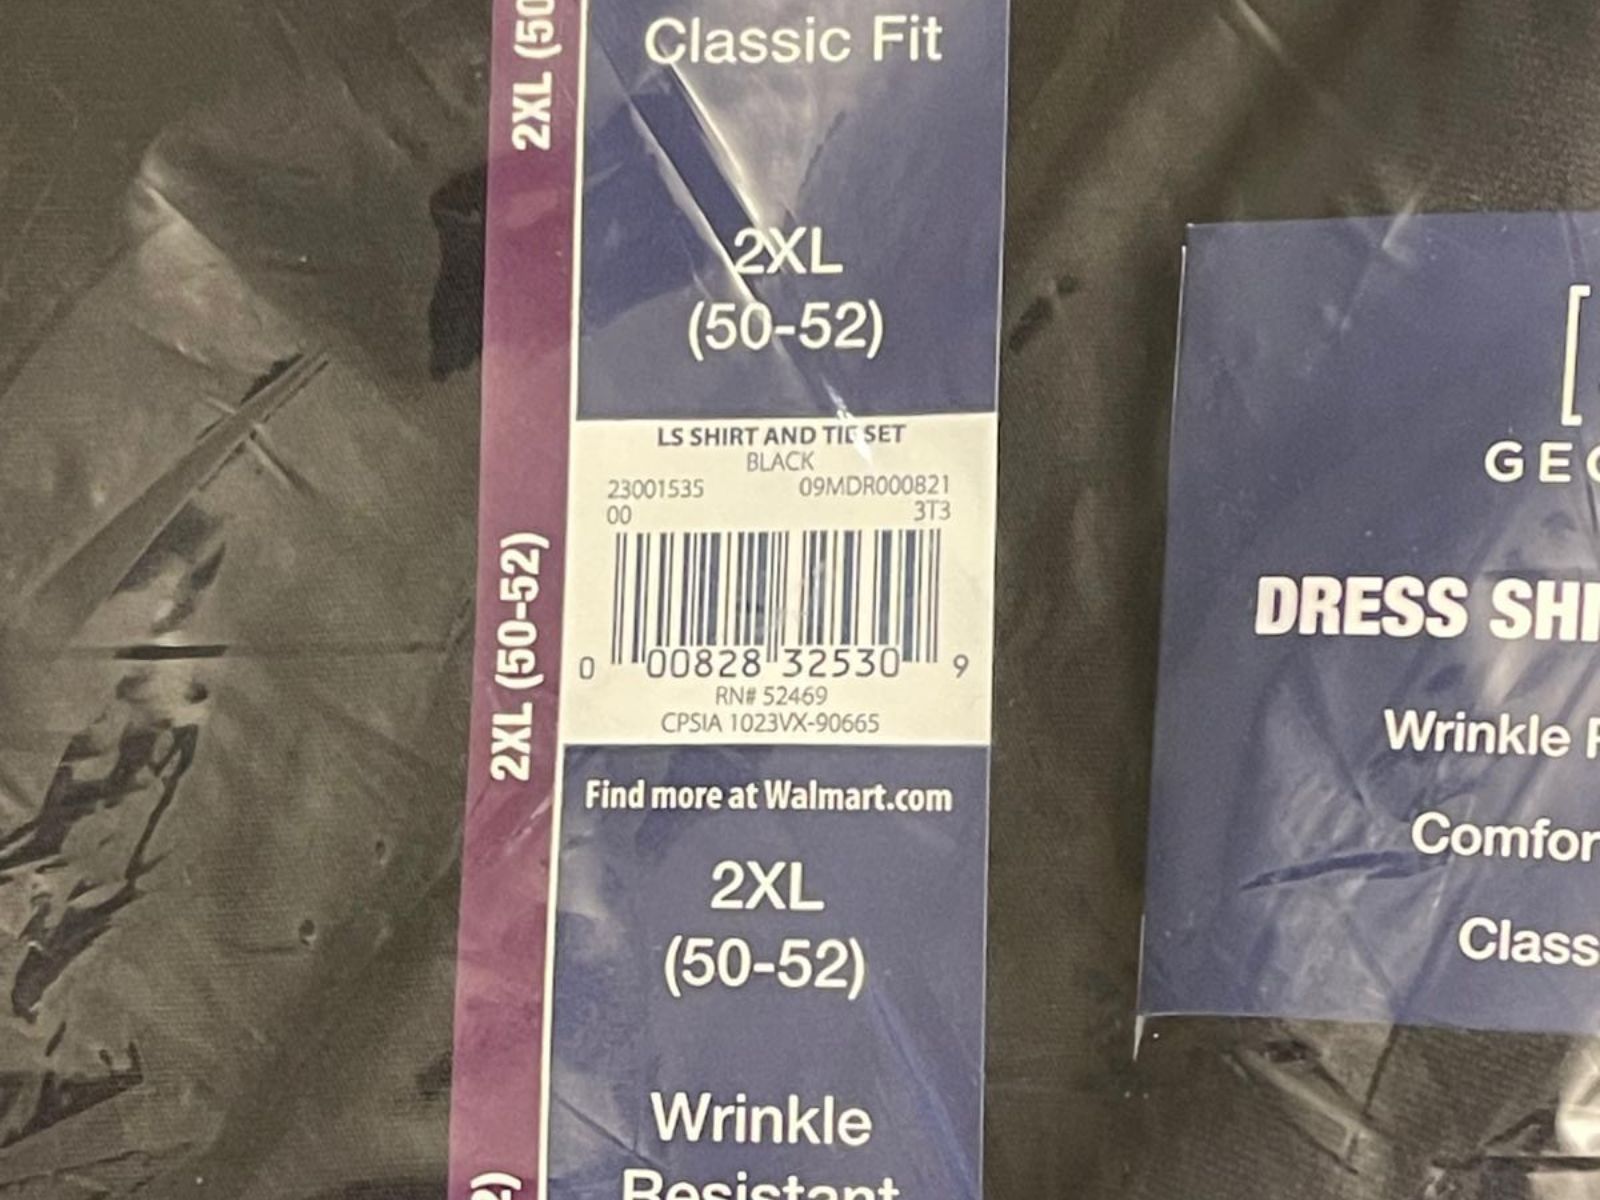 2XL (50
Classic Fit
2XL
(50-52)
LS SHIRT AND TIE SET
BLACK
23001535 09MDR000821
00 3T3
0 00828 32530 9
RN# 52469
CPSIA 1023VX-90665
2XL (50-52)
Find more at Walmart.com
2XL
(50-52)
Wrinkle
Resistant
2)
[
GEO
DRESS SHI
Wrinkle
Comfor
Class